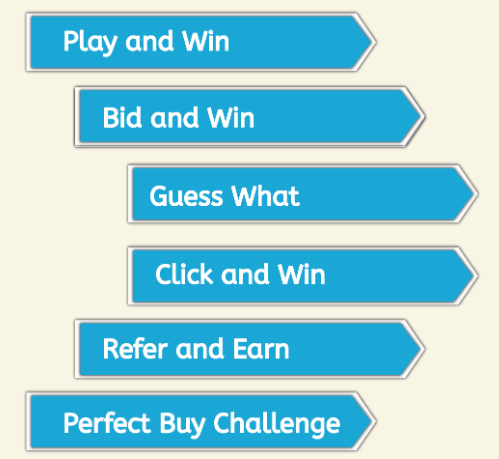 Play and Win
Bid and Win
Guess What
Click and Win
Refer and Earn
Perfect Buy Challenge